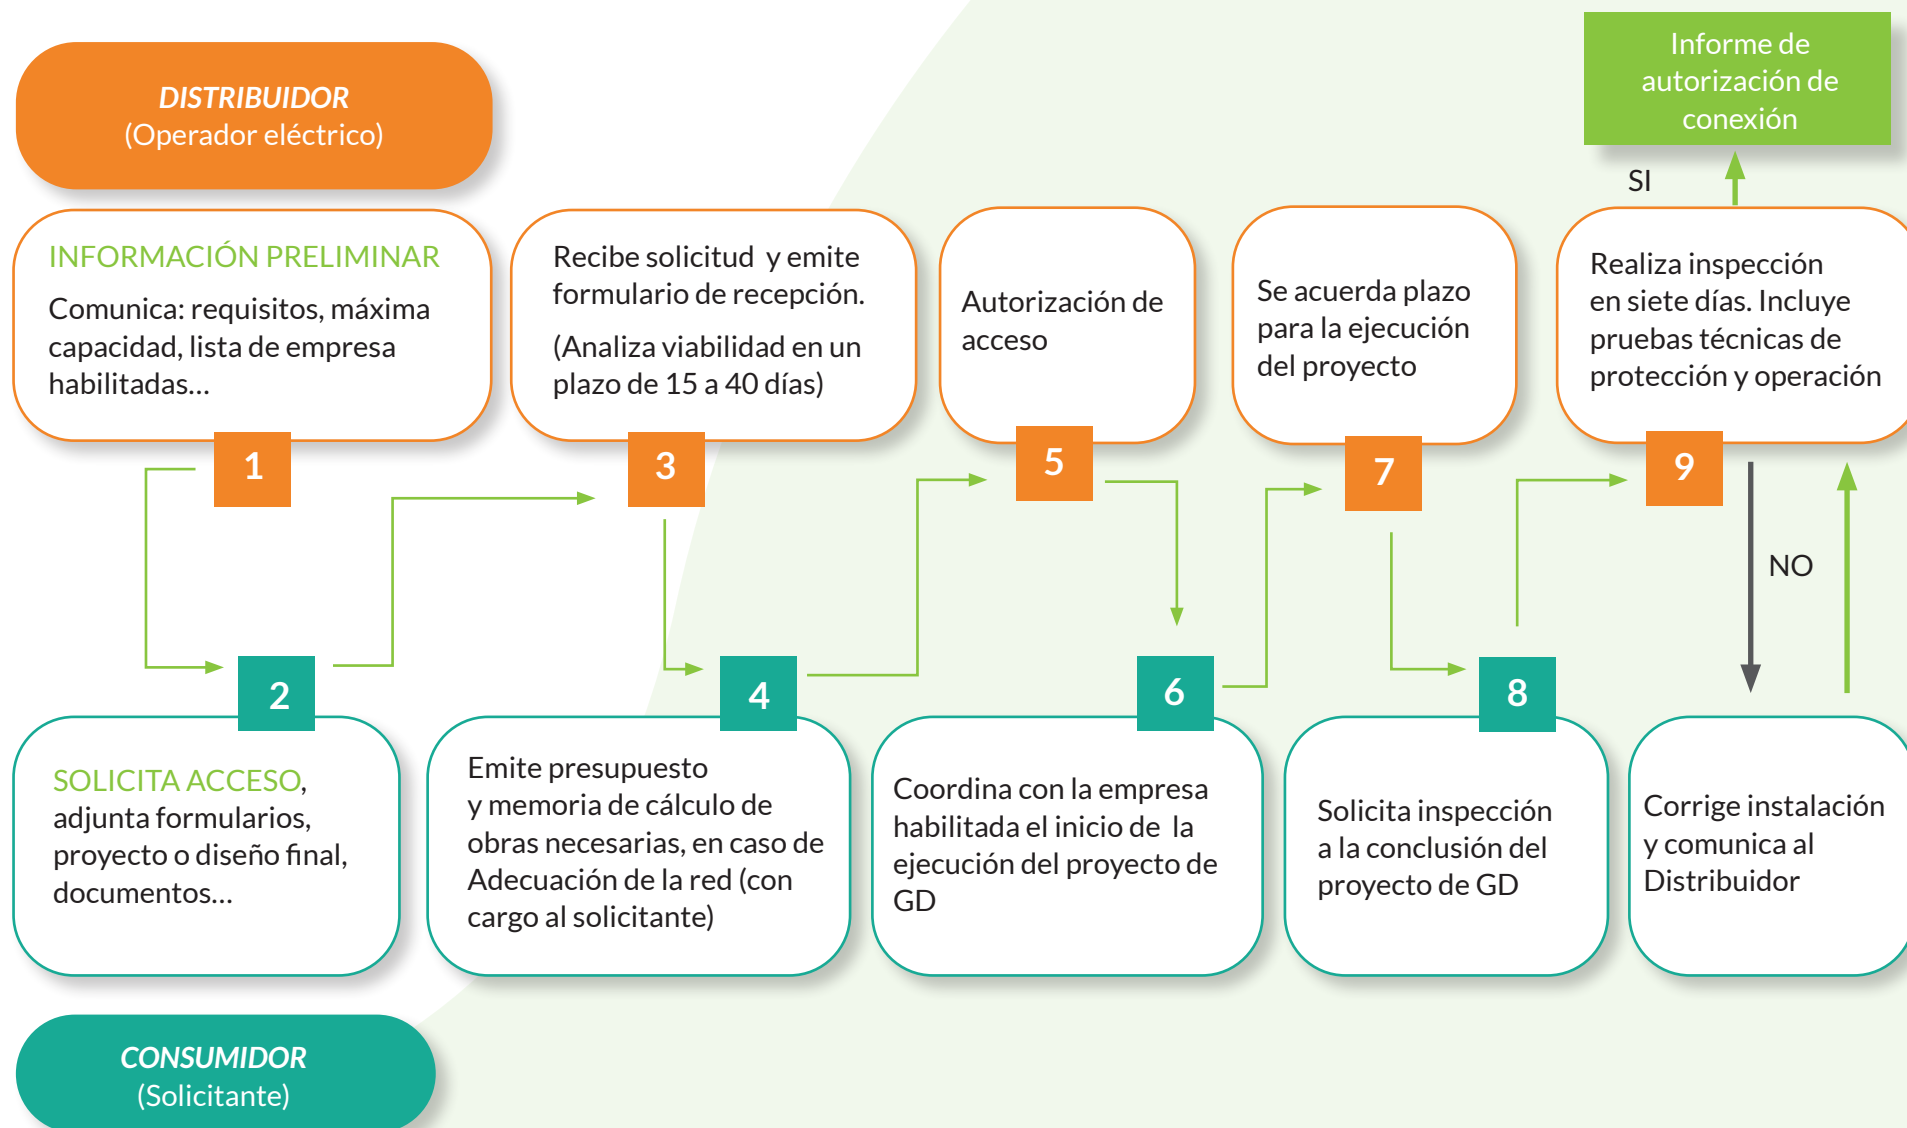 DISTRIBUIDOR
(Operador eléctrico)
Informe de
autorización de
conexión
SI
INFORMACIÓN PRELIMINAR
Comunica: requisitos, máxima
capacidad, lista de empresa
habilitadas...
1
Recibe solicitud y emite
formulario de recepción.
(Analiza viabilidad en un
plazo de 15 a 40 días)
3
Autorización de
acceso
5
Se acuerda plazo
para la ejecución
del proyecto
7
Realiza inspección
en siete días. Incluye
pruebas técnicas de
protección y operación
9
NO
2
SOLICITA ACCESO,
adjunta formularios,
proyecto o diseño final,
documentos...
4
Emite presupuesto
y memoria de cálculo de
obras necesarias, en caso de
Adecuación de la red (con
cargo al solicitante)
6
Coordina con la empresa
habilitada el inicio de la
ejecución del proyecto de
GD
8
Solicita inspección
a la conclusión del
proyecto de GD
Corrige instalación
y comunica al
Distribuidor
CONSUMIDOR
(Solicitante)